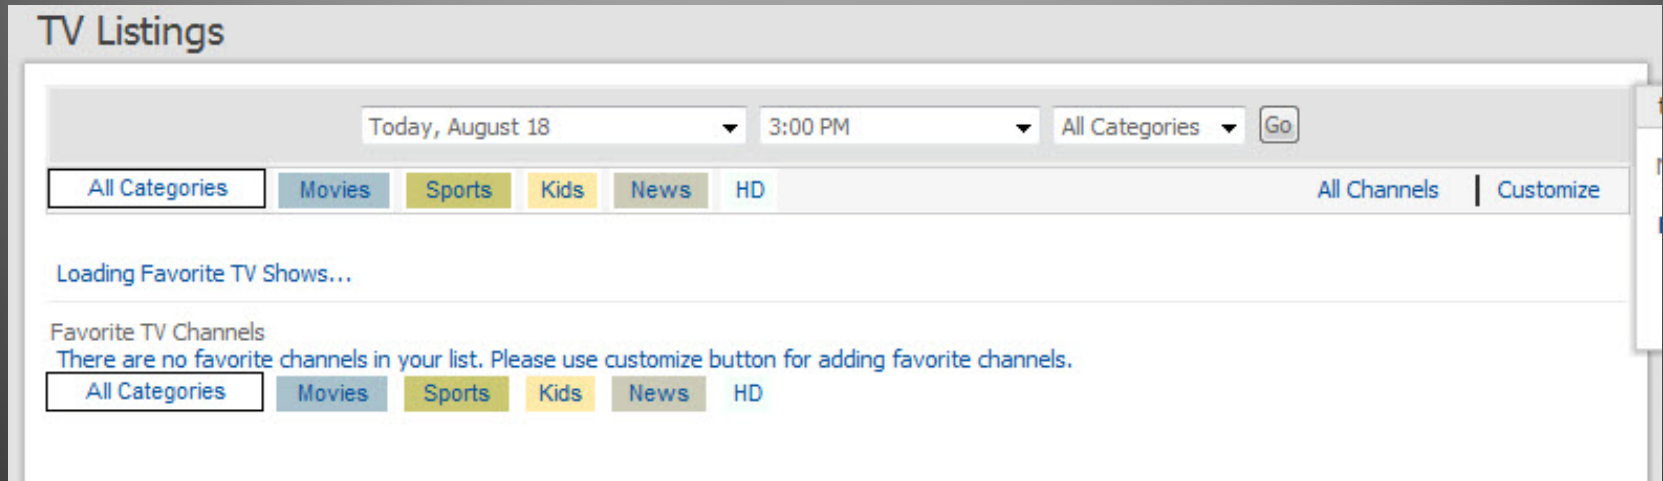 TV Listings
Today, August 18 3:00 PM All Categories Go
All Categories Movies Sports Kids News HD All Channels | Customize
Loading Favorite TV Shows...
Favorite TV Channels
There are no favorite channels in your list. Please use customize button for adding favorite channels.
All Categories Movies Sports Kids News HD